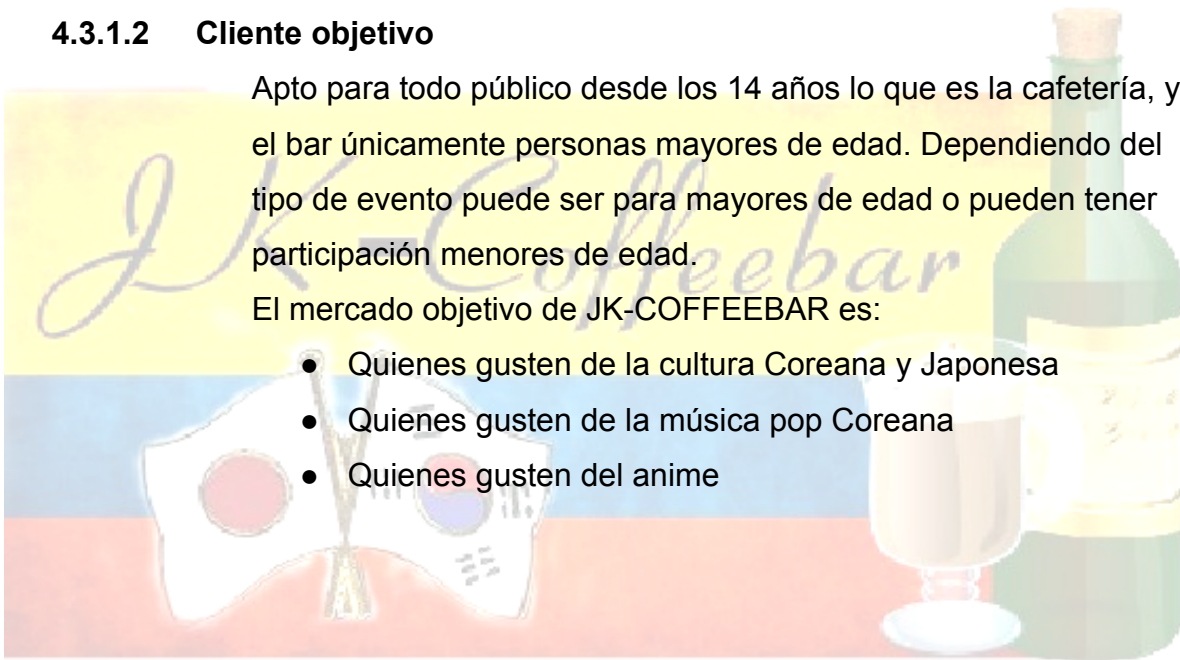 4.3.1.2 Cliente objetivo
Apto para todo público desde los 14 años lo que es la cafetería, y
el bar únicamente personas mayores de edad. Dependiendo del
tipo de evento puede ser para mayores de edad o pueden tener
participación menores de edad.
El mercado objetivo de JK-COFFEEBAR es:
● Quienes gusten de la cultura Coreana y Japonesa
● Quienes gusten de la música pop Coreana
● Quienes gusten del anime
JK-Coffeebar